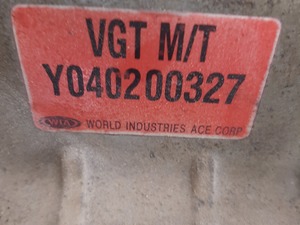 VGT M/T
Y040200327
WIA WORLD INDUSTRIES ACE CORP